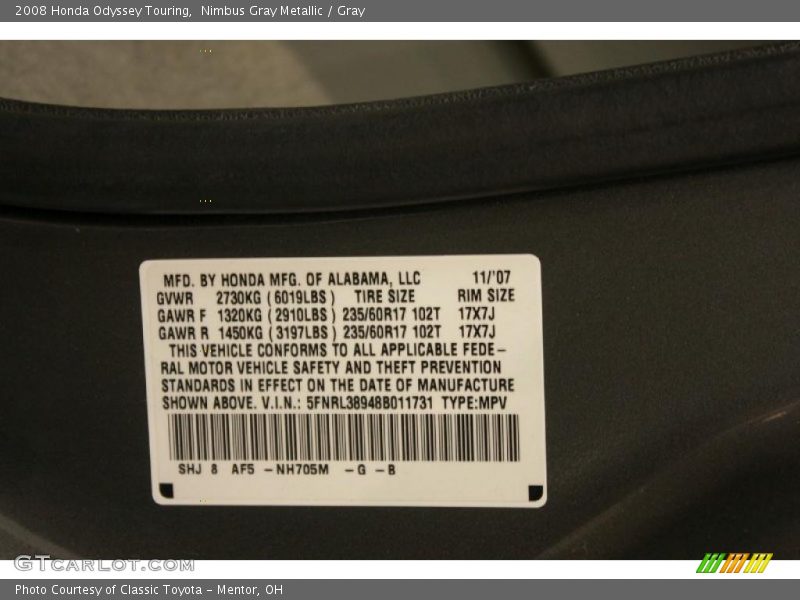 2008 Honda Odyssey Touring,  Nimbus Gray Metallic / Gray
MFD. BY HONDA MFG. OF ALABAMA, LLC 11/'07
GVWR 2730KG (6019LBS) TIRE SIZE RIM SIZE
GAWR F 1320KG (2910LBS) 235/60R17 102T 17X7J
GAWR R 1450KG (3197LBS) 235/60R17 102T 17X7J
THIS VEHICLE CONFORMS TO ALL APPLICABLE FEDE-
RAL MOTOR VEHICLE SAFETY AND THEFT PREVENTION
STANDARDS IN EFFECT ON THE DATE OF MANUFACTURE
SHOWN ABOVE. V.I.N.: 5FNRL38948B011731 TYPE:MPV
SHJ 8 AF5 -NH705M -G -B
GTCARLOT.COM
Photo Courtesy of Classic Toyota - Mentor, OH